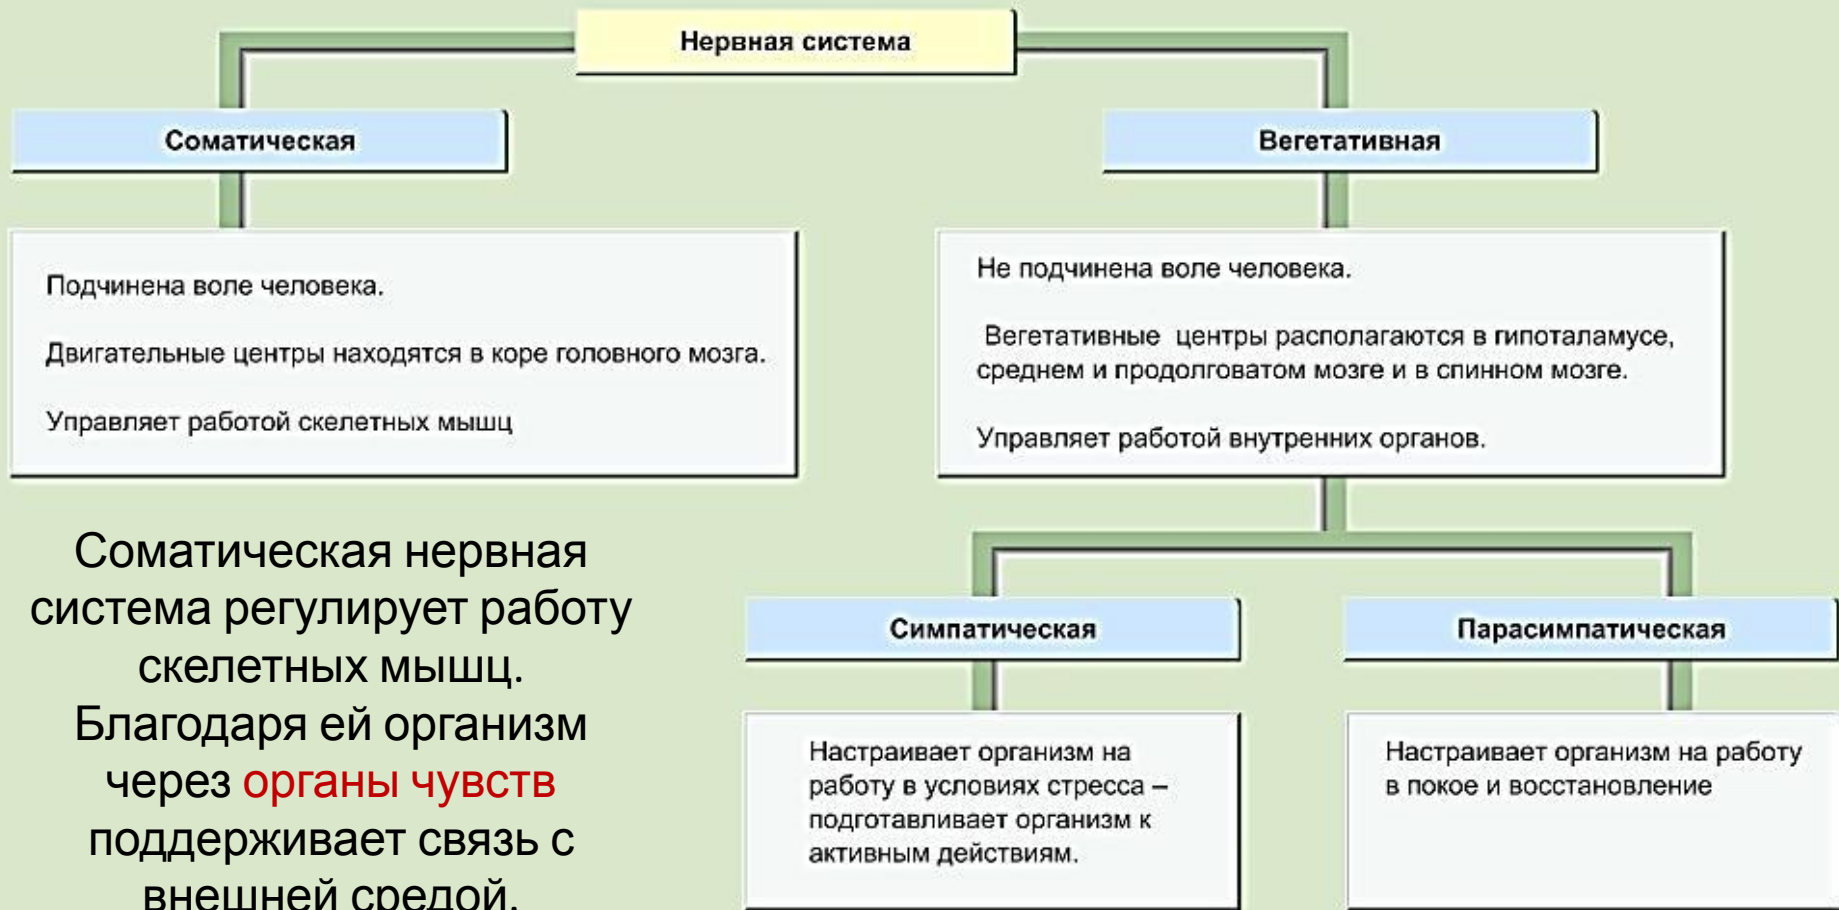 Нервная система
Соматическая
Вегетативная
Подчинена воле человека.
Двигательные центры находятся в коре головного мозга.
Управляет работой скелетных мышц
Не подчинена воле человека.
Вегетативные центры располагаются в гипоталамусе,
среднем и продолговатом мозге и в спинном мозге.
Управляет работой внутренних органов.
Соматическая нервная
система регулирует работу
скелетных мышц.
Благодаря ей организм
через органы чувств
поддерживает связь с
внешней средой.
Симпатическая
Парасимпатическая
Настраивает организм на
работу в условиях стресса –
подготавливает организм к
активным действиям.
Настраивает организм на работу
в покое и восстановление